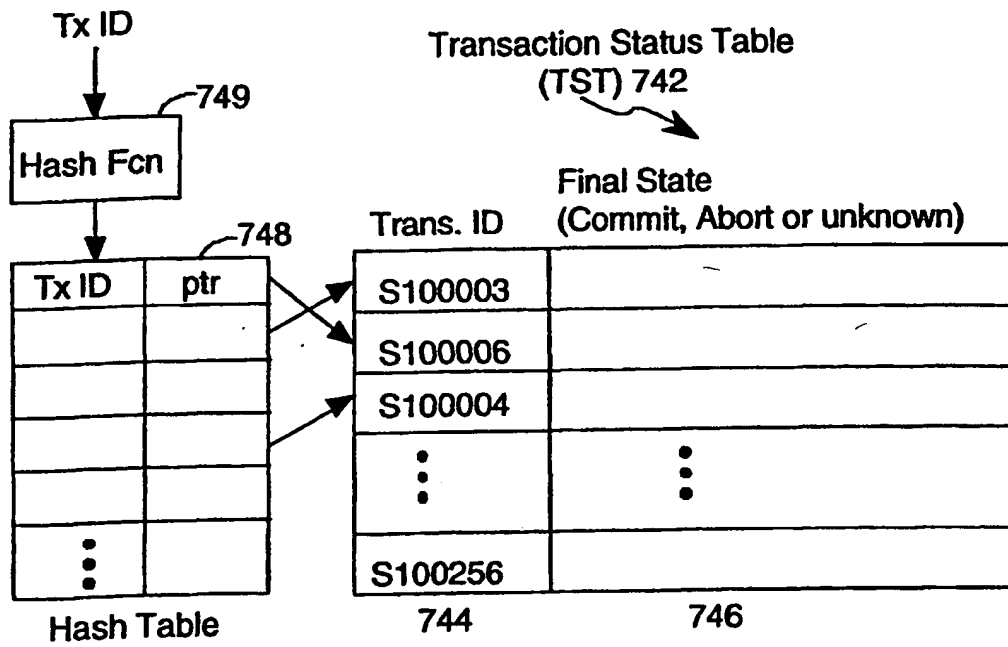 Tx ID
749
Hash Fcn
748
Tx ID ptr
Hash Table
Transaction Status Table
(TST) 742
Trans. ID
Final State
(Commit, Abort or unknown)
S100003
S100006
S100004
S100256
744
746